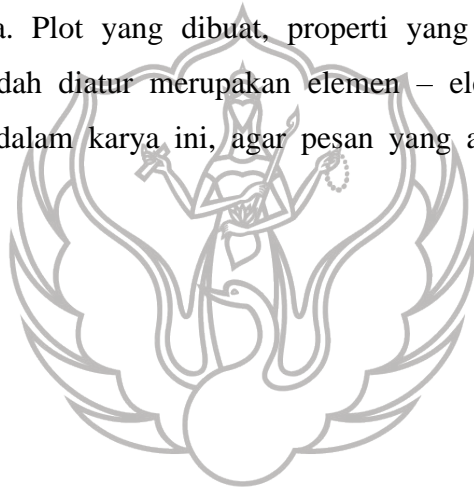 a. Plot yang dibuat, properti yang
dah diatur merupakan elemen – el
dalam karya ini, agar pesan yang a